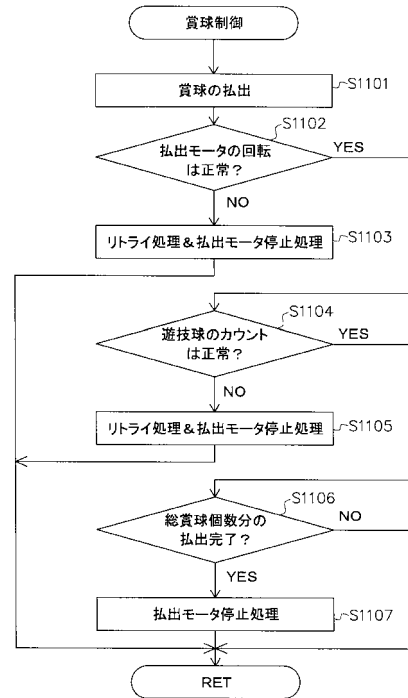 賞球制御
賞球の払出
S1101
S1102
払出モータの回転
は正常?
YES
NO
リトライ処理&払出モータ停止処理
S1103
S1104
遊技球のカウント
は正常?
YES
NO
リトライ処理&払出モータ停止処理
S1105
S1106
総賞球個数分の
払出完了?
NO
YES
払出モータ停止処理
S1107
RET